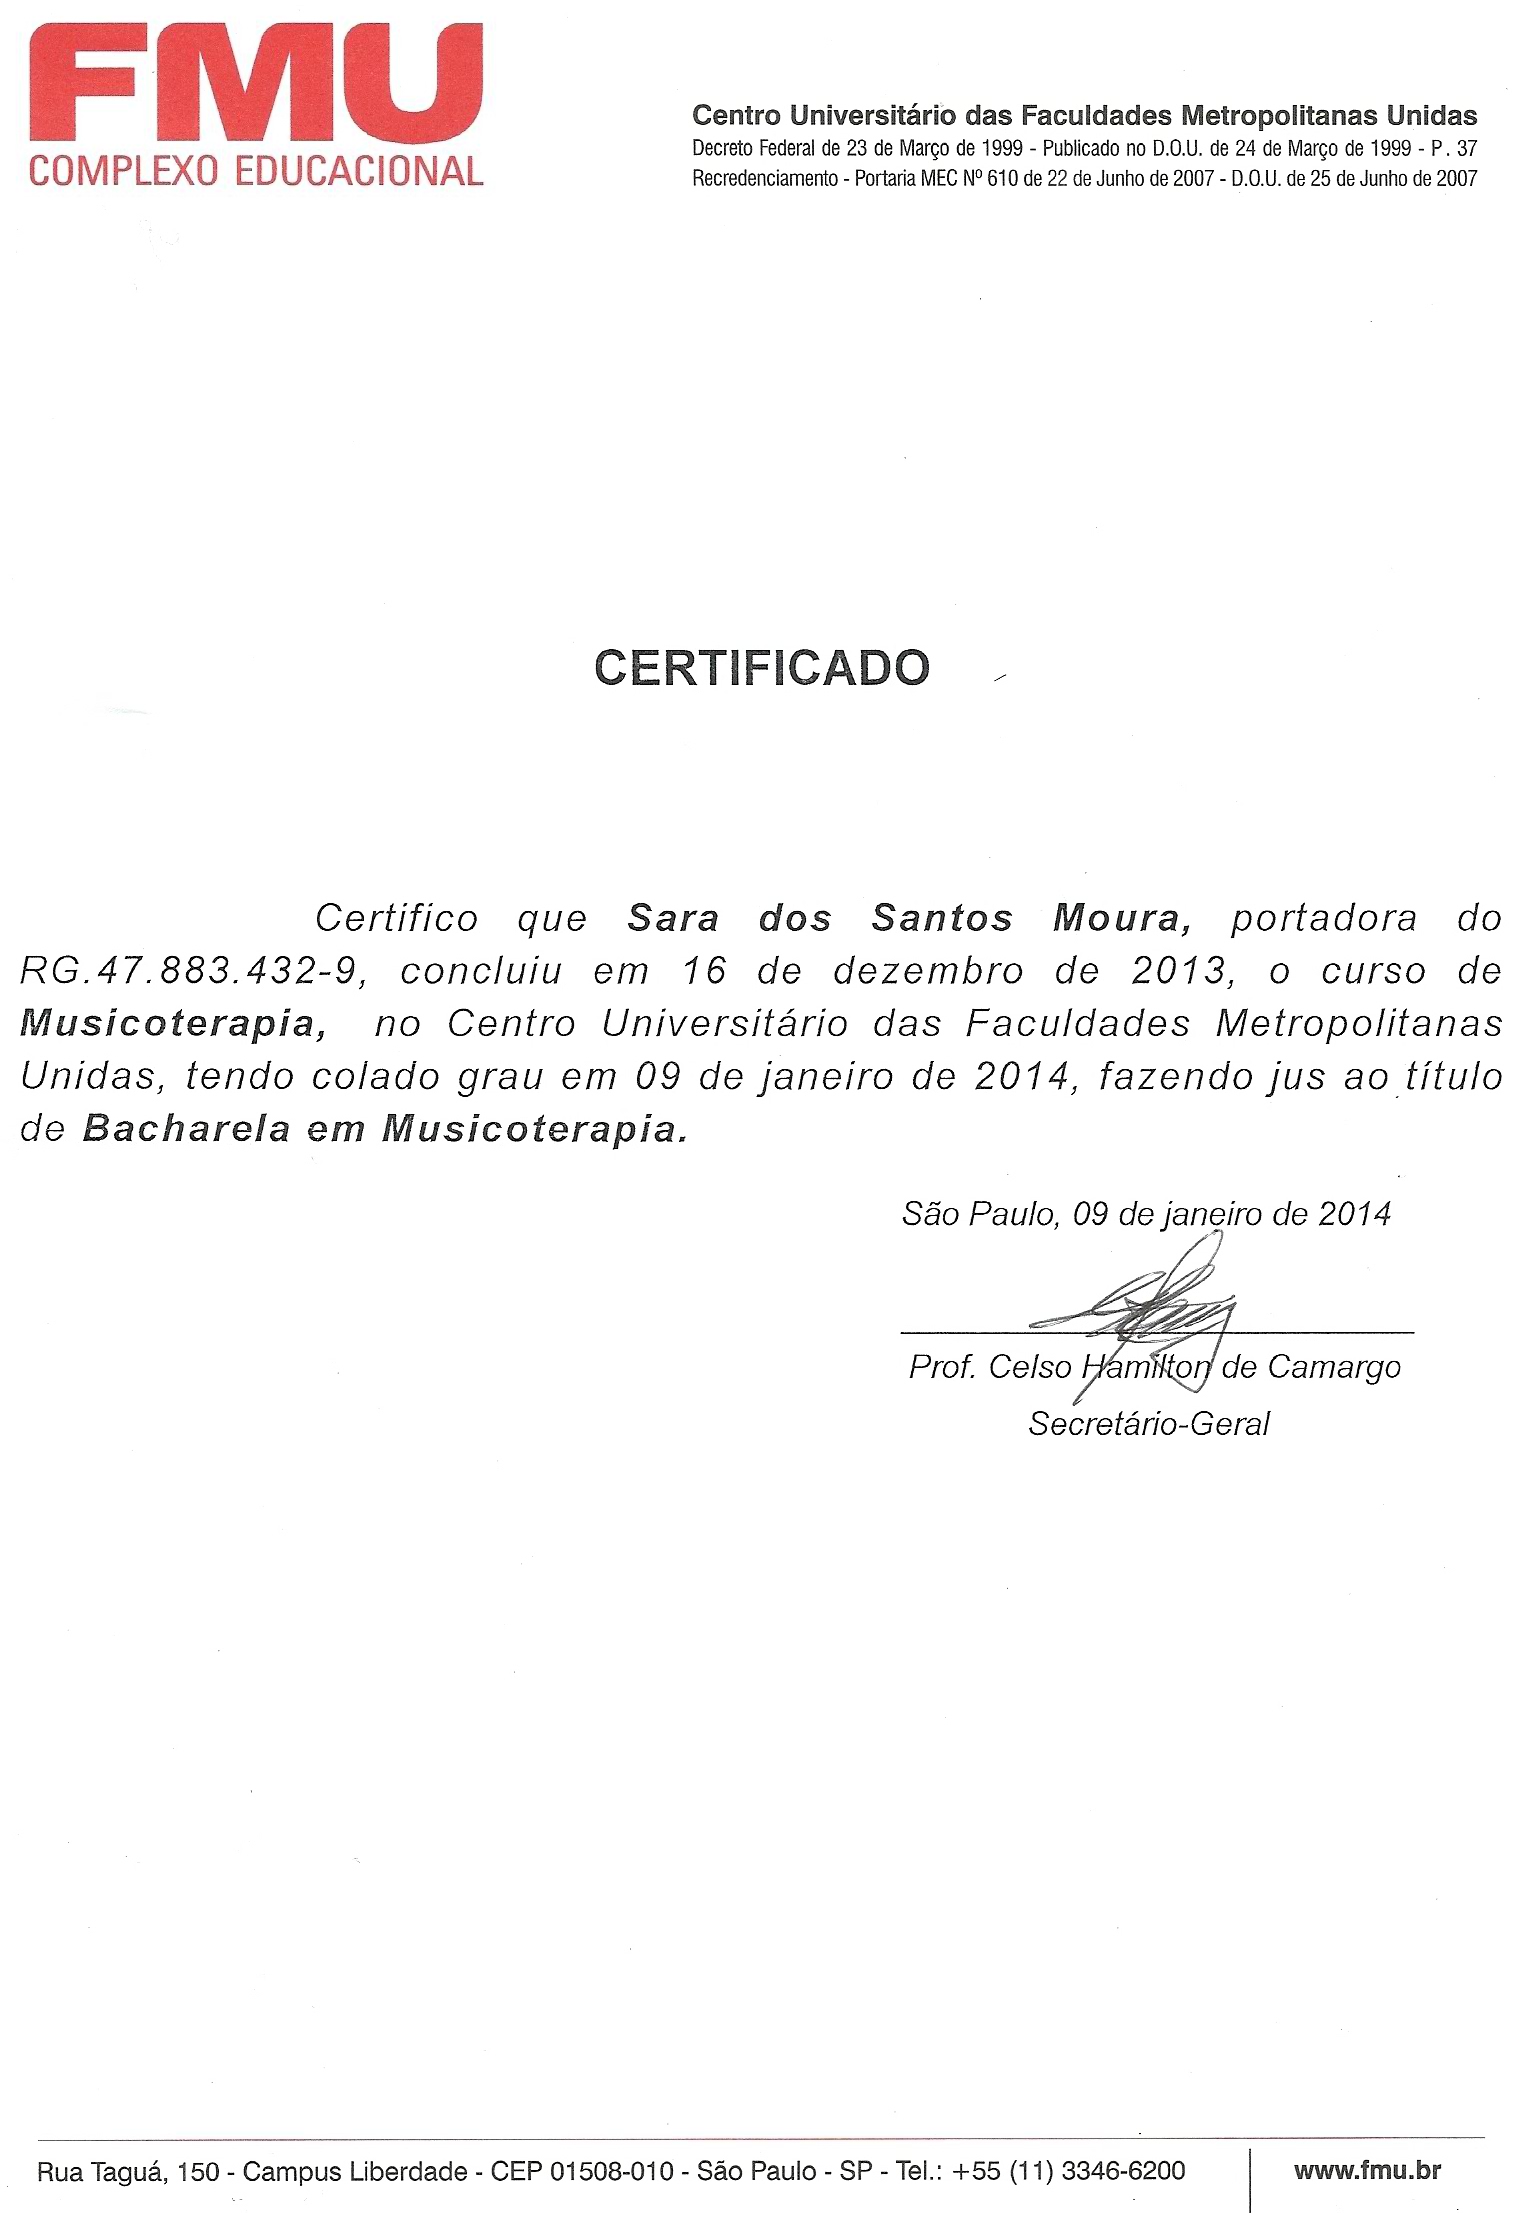 FMU
COMPLEXO EDUCACIONAL
Centro Universitário das Faculdades Metropolitanas Unidas
Decreto Federal de 23 de Março de 1999 - Publicado no D.O.U. de 24 de Março de 1999 - P. 37
Recredenciamento - Portaria MEC Nº 610 de 22 de Junho de 2007 - D.O.U. de 25 de Junho de 2007
CERTIFICADO
Certifico que Sara dos Santos Moura, portadora do
RG.47.883.432-9, concluiu em 16 de dezembro de 2013, o curso de
Musicoterapia, no Centro Universitário das Faculdades Metropolitanas
Unidas, tendo colado grau em 09 de janeiro de 2014, fazendo jus ao título
de Bacharela em Musicoterapia.
São Paulo, 09 de janeiro de 2014
Prof. Celso Hamilton de Camargo
Secretário-Geral
Rua Taguá, 150 - Campus Liberdade - CEP 01508-010 - São Paulo - SP - Tel.: +55 (11) 3346-6200
www.fmu.br